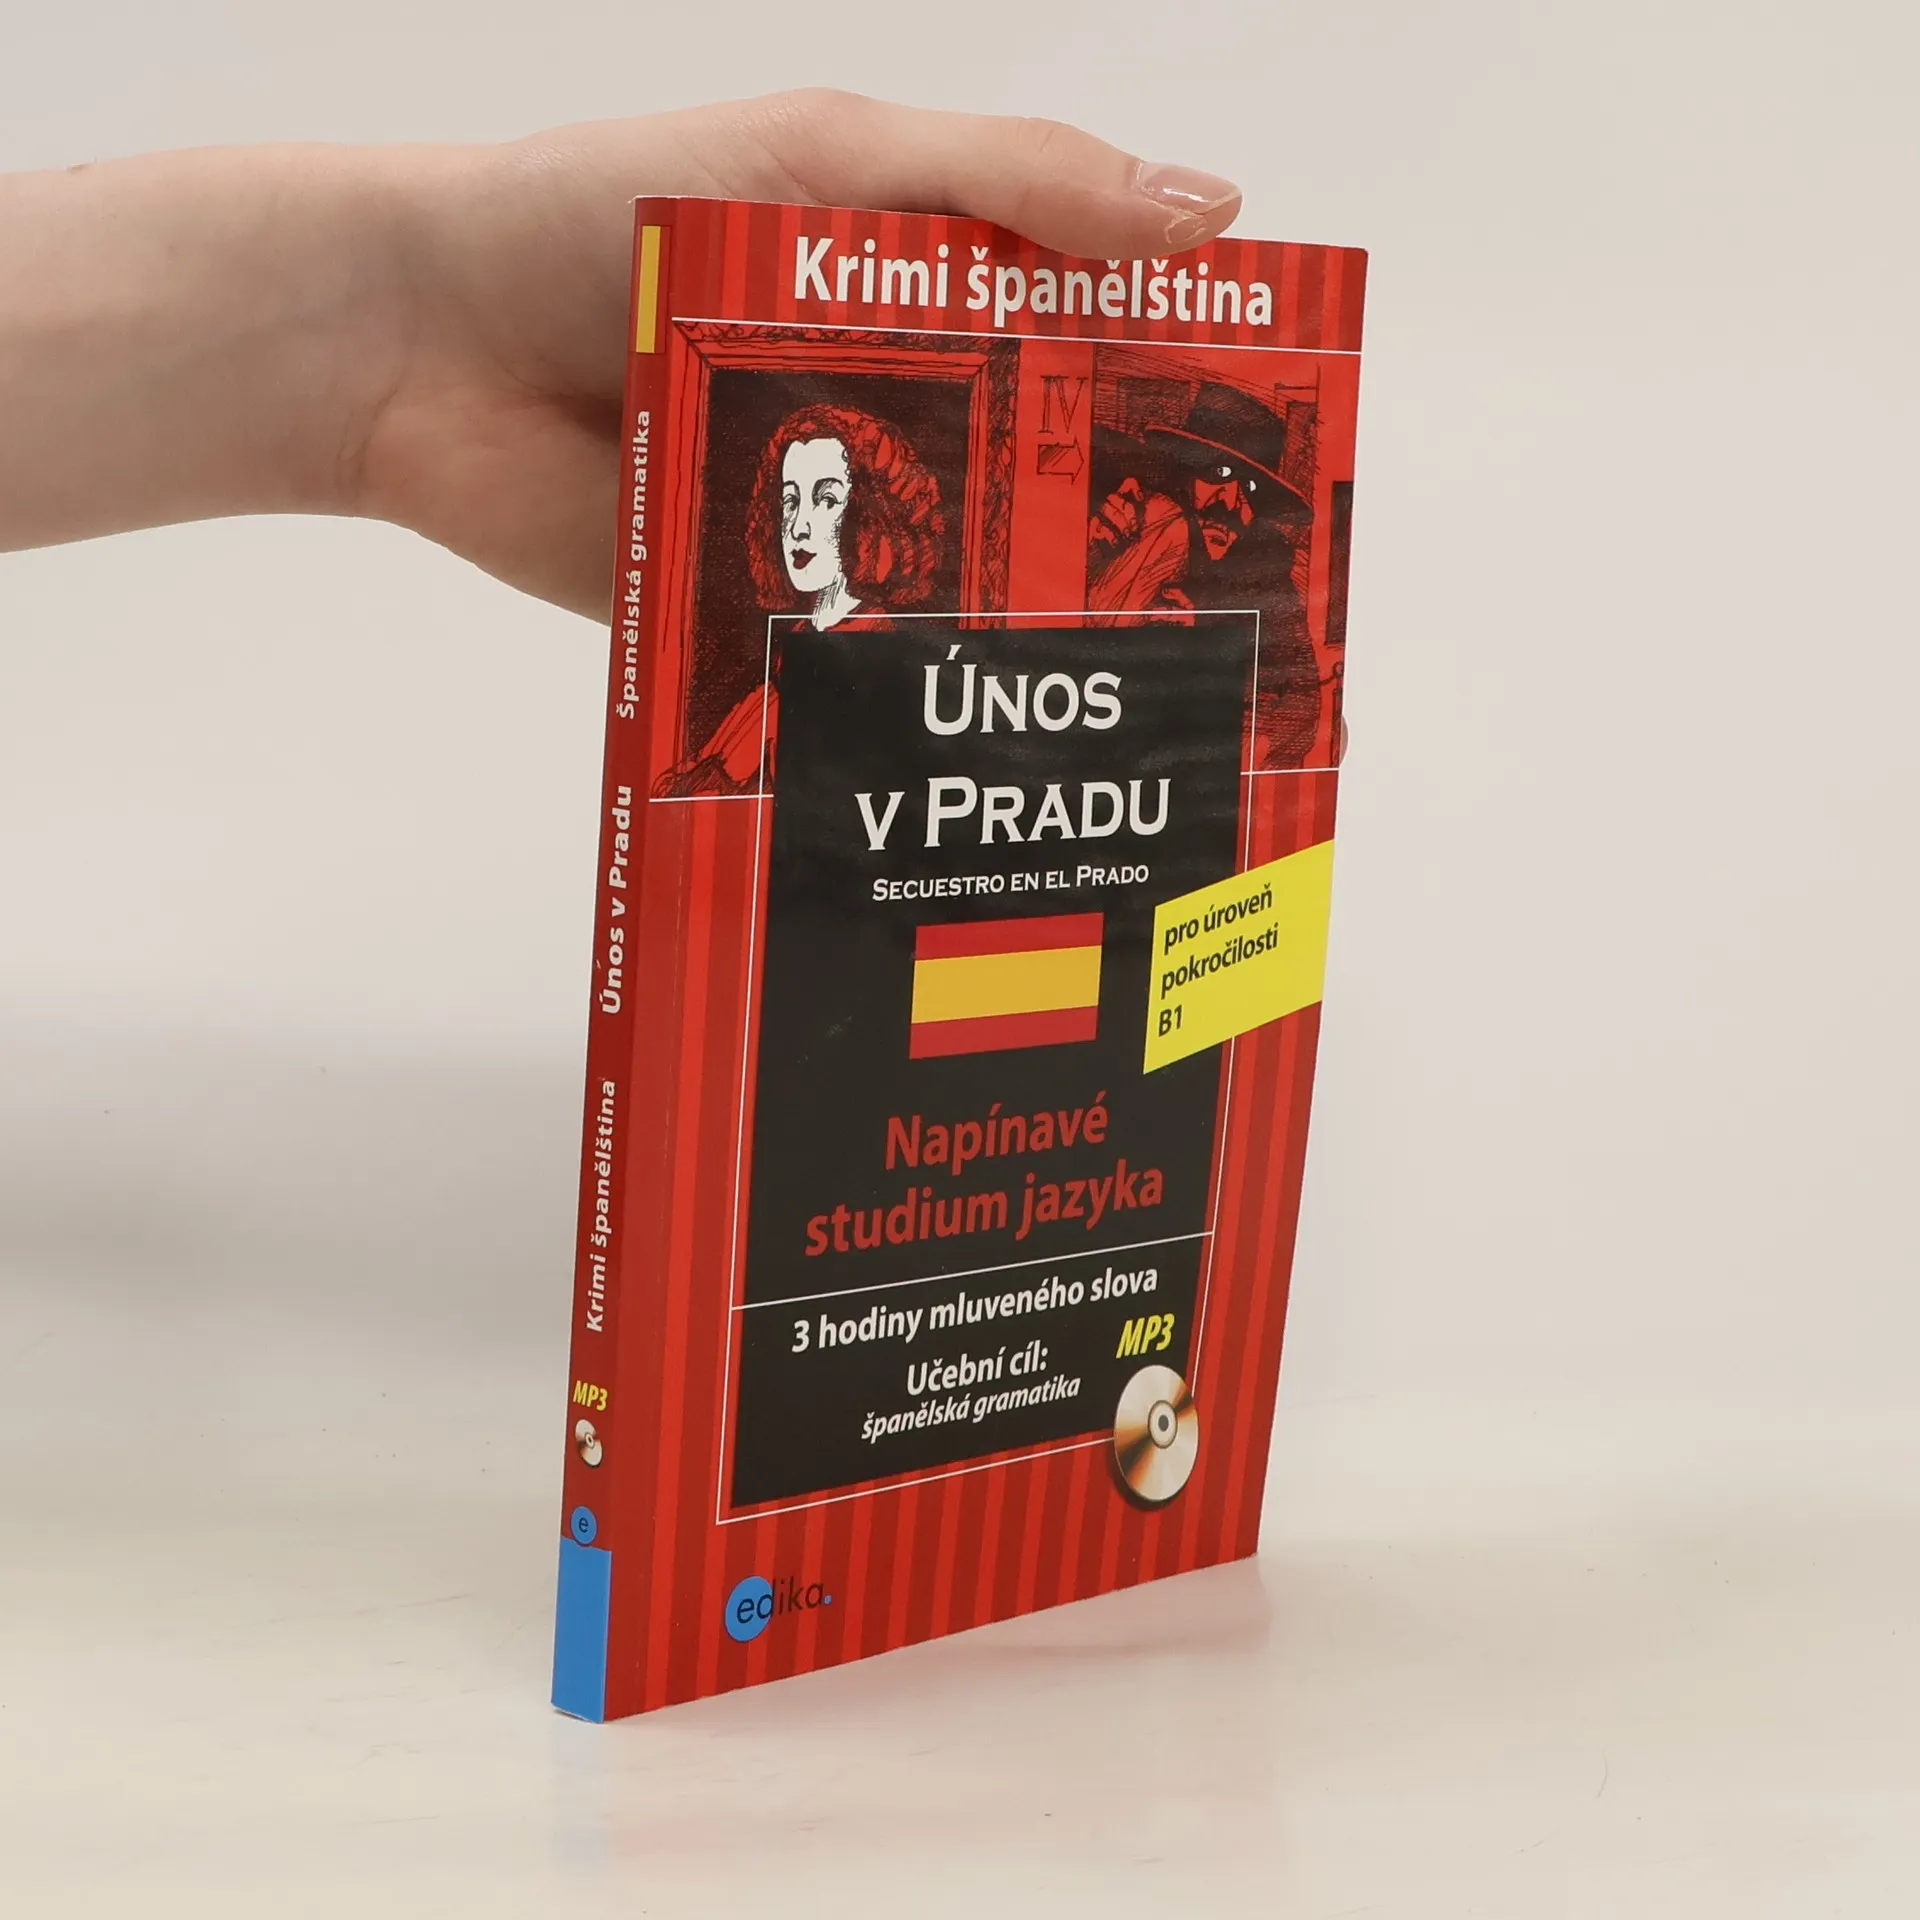 Krimi španělština
IV
Únos
v Pradu
Secuestro en el Prado
pro úroveň
pokročilosti
B1
Napínavé
studium jazyka
3 hodiny mluveného slova
MP3
Učební cíl:
španělská gramatika
edika.
Krimi španělština Únos v Pradu Španělská gramatika
MP3
e